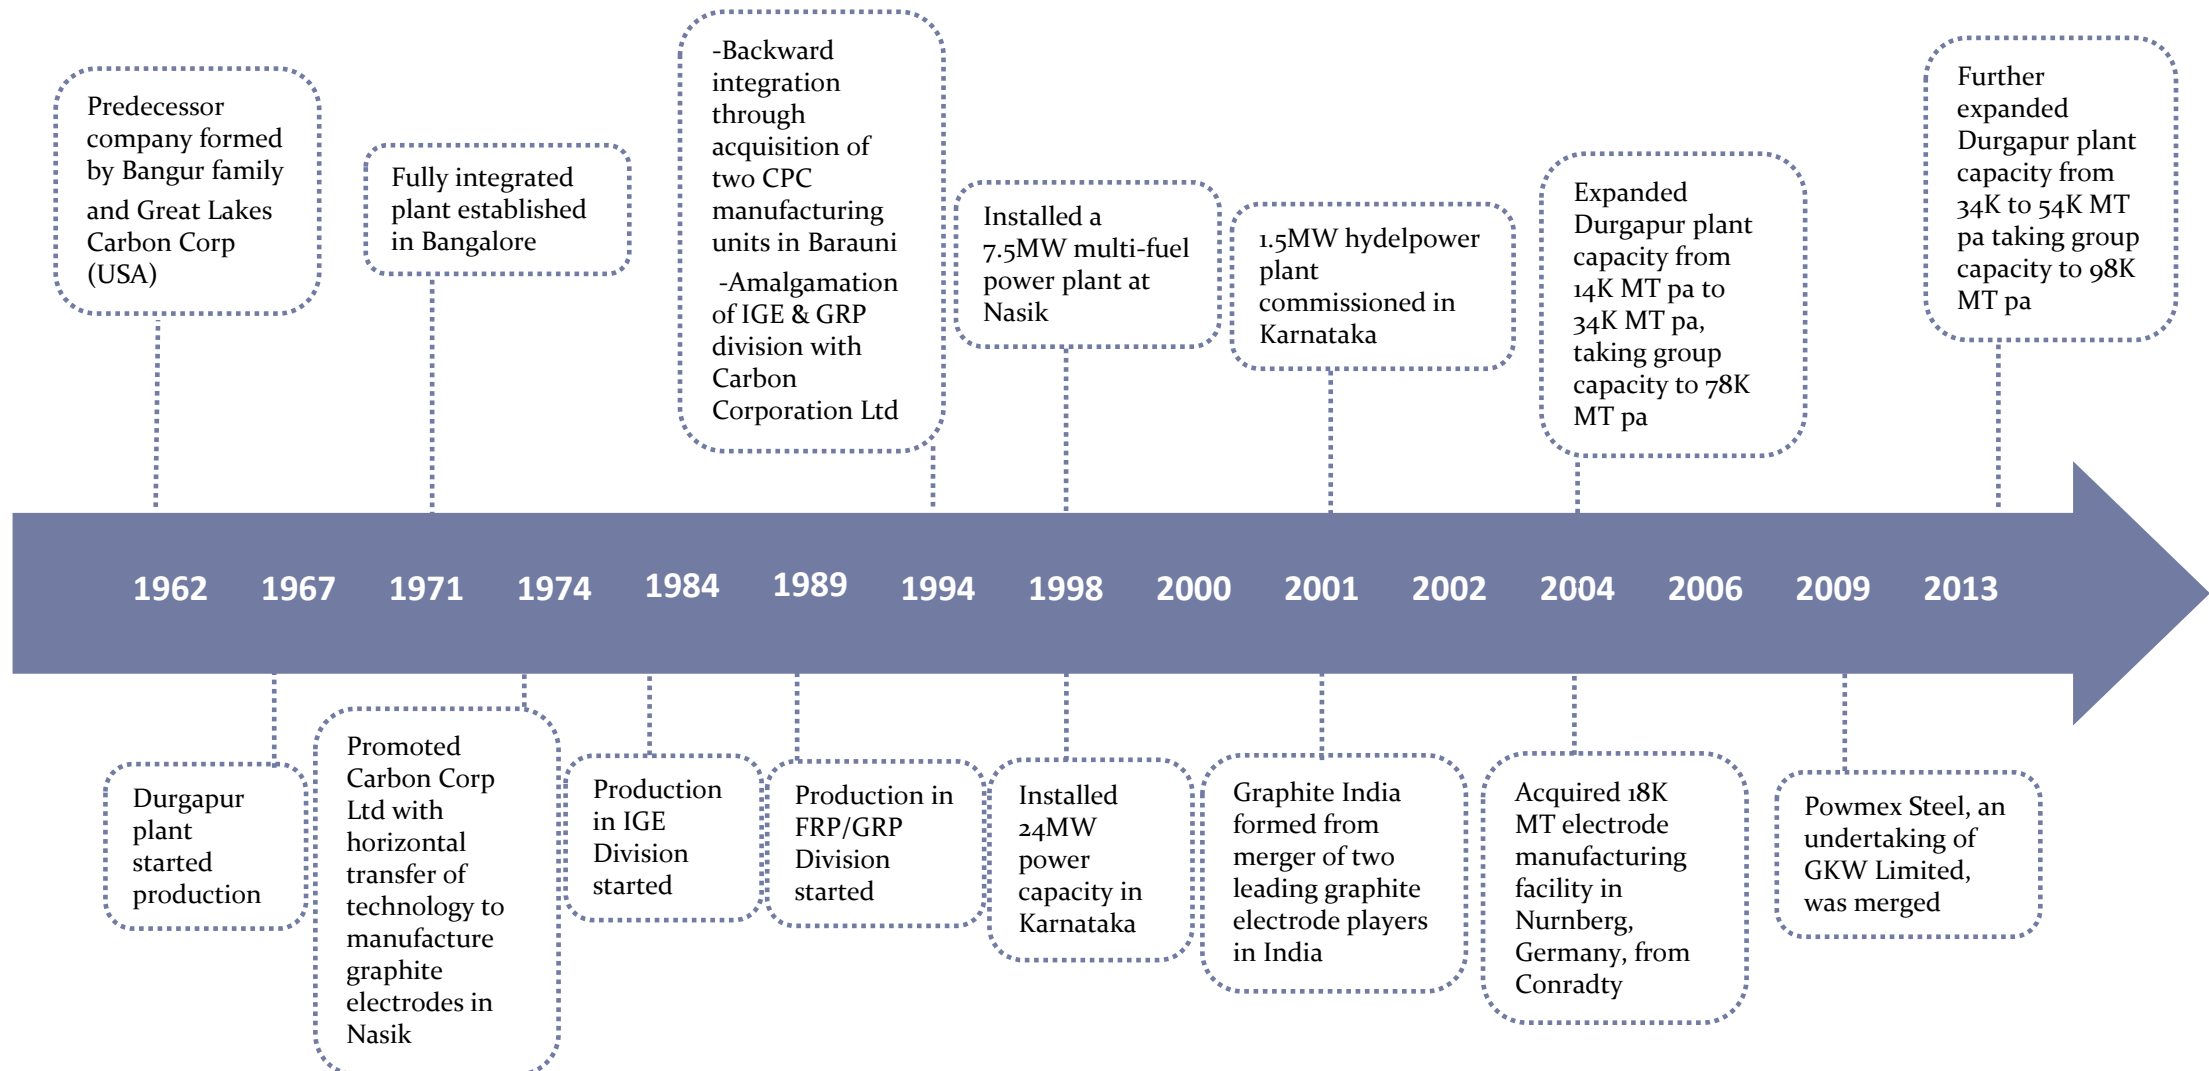 Predecessor
company formed
by Bangur family
and Great Lakes
Carbon Corp
(USA)
Fully integrated
plant established
in Bangalore
-Backward
integration
through
acquisition of
two CPC
manufacturing
units in Barauni
-Amalgamation
of IGE & GRP
division with
Carbon
Corporation Ltd
Installed a
7.5MW multi-fuel
power plant at
Nasik
1.5MW hydelpower
plant
commissioned in
Karnataka
Expanded
Durgapur plant
capacity from
14K MT pa to
34K MT pa,
taking group
capacity to 78K
MT pa
Further
expanded
Durgapur plant
capacity from
34K to 54K MT
pa taking group
capacity to 98K
MT pa
1962 1967 1971 1974 1984 1989 1994 1998 2000 2001 2002 2004 2006 2009 2013
Durgapur
plant
started
production
Promoted
Carbon Corp
Ltd with
horizontal
transfer of
technology to
manufacture
graphite
electrodes in
Nasik
Production
in IGE
Division
started
Production in
FRP/GRP
Division
started
Installed
24MW
power
capacity in
Karnataka
Graphite India
formed from
merger of two
leading graphite
electrode players
in India
Acquired 18K
MT electrode
manufacturing
facility in
Nurnberg,
Germany, from
Conradty
Powmex Steel, an
undertaking of
GKW Limited,
was merged